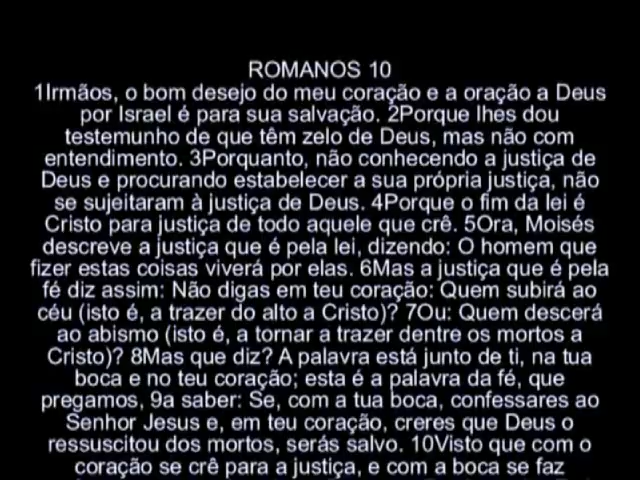 ROMANOS 10
1Irmãos, o bom desejo do meu coração e a oração a Deus
por Israel é para sua salvação. 2Porque lhes dou
testemunho de que têm zelo de Deus, mas não com
entendimento. 3Porquanto, não conhecendo a justiça de
Deus e procurando estabelecer a sua própria justiça, não
se sujeitaram à justiça de Deus. 4Porque o fim da lei é
Cristo para justiça de todo aquele que crê. 5Ora, Moisés
descreve a justiça que é pela lei, dizendo: O homem que
fizer estas coisas viverá por elas. 6Mas a justiça que é pela
fé diz assim: Não digas em teu coração: Quem subirá ao
céu (isto é, a trazer do alto a Cristo)? 7Ou: Quem descerá
ao abismo (isto é, a tornar a trazer dentre os mortos a
Cristo)? 8Mas que diz? A palavra está junto de ti, na tua
boca e no teu coração; esta é a palavra da fé, que
pregamos, 9a saber: Se, com a tua boca, confessares ao
Senhor Jesus e, em teu coração, creres que Deus o
ressuscitou dos mortos, serás salvo. 10Visto que com o
coração se crê para a justiça, e com a boca se faz